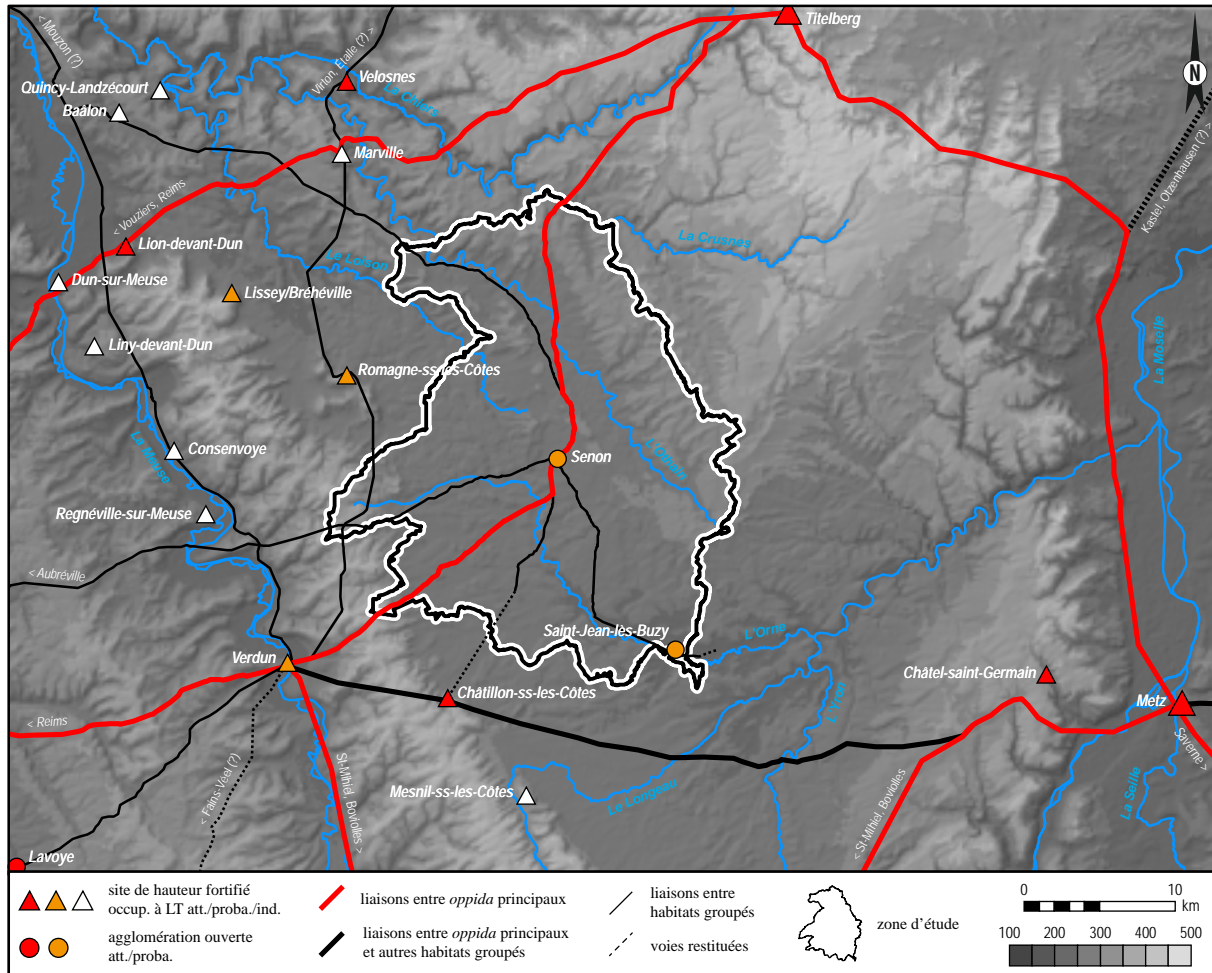 Titelberg
< Mouzon (?)
Virton, Étalle (?) >
Velosnes
Quincy-Landzécourt
La Chiers
Baâlon
N
Marville
Kastel, Otzenhausen (?) >
< Vouziers, Reims
Lion-devant-Dun
La Crusnes
Le Loison
Dun-sur-Meuse
Lissey/Bréhéville
La Moselle
Liny-devant-Dun
Romagne-ss-les-Côtes
La Meuse
Consenvoye
Senon
L'Othain
Regnéville-sur-Meuse
< Aubréville
Saint-Jean-lès-Buzy
L'Orne
Verdun
Châtel-saint-Germain
Châtillon-ss-les-Côtes
Metz
L'Yron
< Reims
Saverne >
< Fains-Véel (?)
St-Mihiel, Boviolles >
Mesnil-ss-les-Côtes
Le Longeau
< St-Mihiel, Boviolles
La Seille
Lavoye
site de hauteur fortifié
occup. à LT att./proba./ind.
agglomération ouverte
att./proba.
liaisons entre oppida principaux
liaisons entre oppida principaux
et autres habitats groupés
liaisons entre
habitats groupés
voies restituées
zone d'étude
0 10
km
100 200 300 400 500